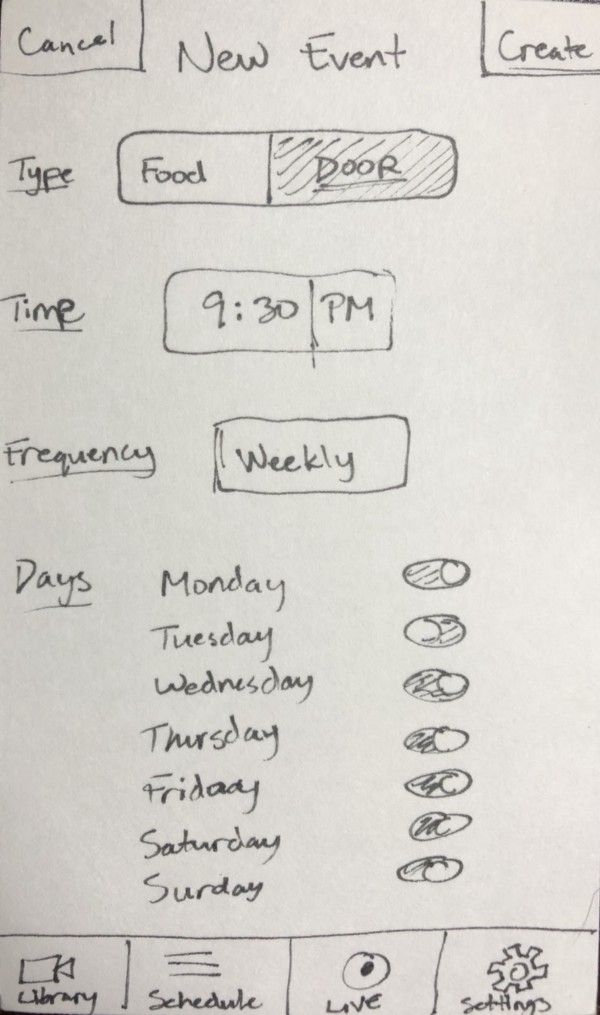 Cancel New Event Create
Type Food DOOR
Time 9:30 PM
Frequency Weekly
Days Monday
Tuesday
Wednesday
Thursday
Friday
Saturday
Sunday
Library Schedule Live Settings